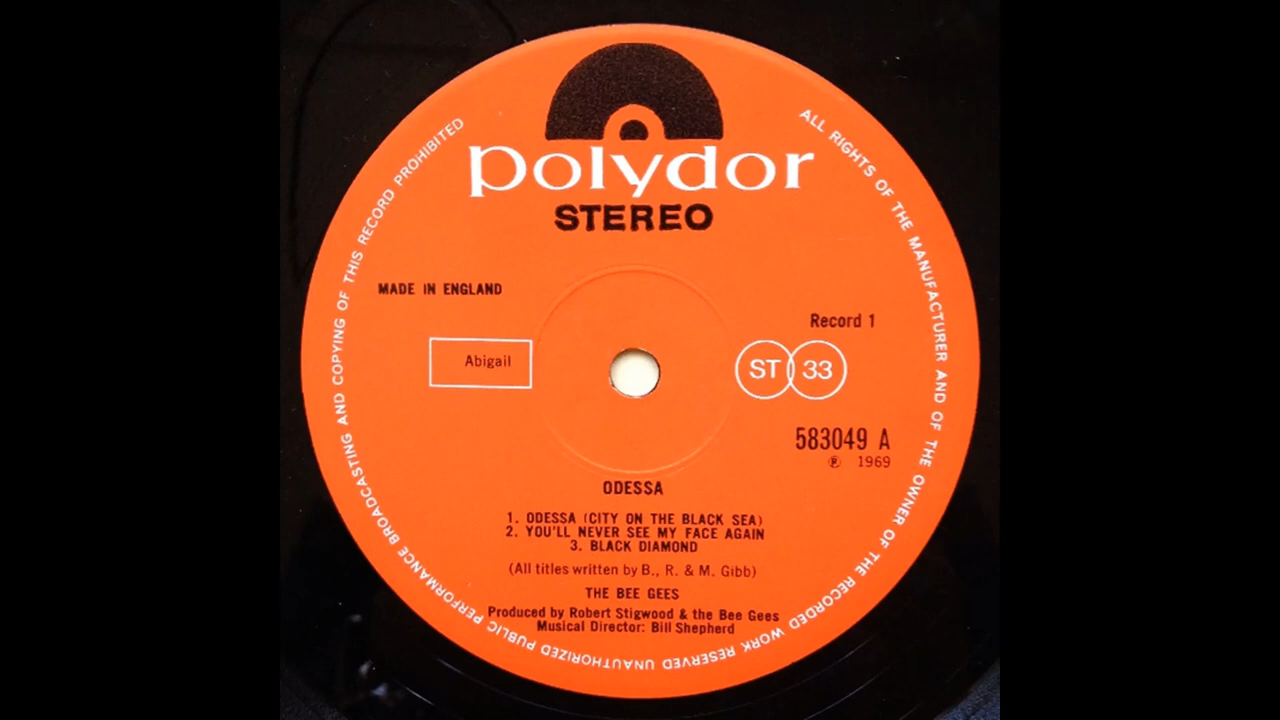 polydor
STEREO
MADE IN ENGLAND
Record 1
Abigail
ST 33
583049 A
Ⓟ 1969
ODESSA
1. ODESSA (CITY ON THE BLACK SEA)
2. YOU'LL NEVER SEE MY FACE AGAIN
3. BLACK DIAMOND
(All titles written by B., R. & M. Gibb)
THE BEE GEES
Produced by Robert Stigwood & the Bee Gees
Musical Director: Bill Shepherd
ALL RIGHTS OF THE MANUFACTURER AND OF THE OWNER OF THE RECORDED WORK RESERVED UNAUTHORIZED PUBLIC PERFORMANCE BROADCASTING AND COPYING OF THIS RECORD PROHIBITED